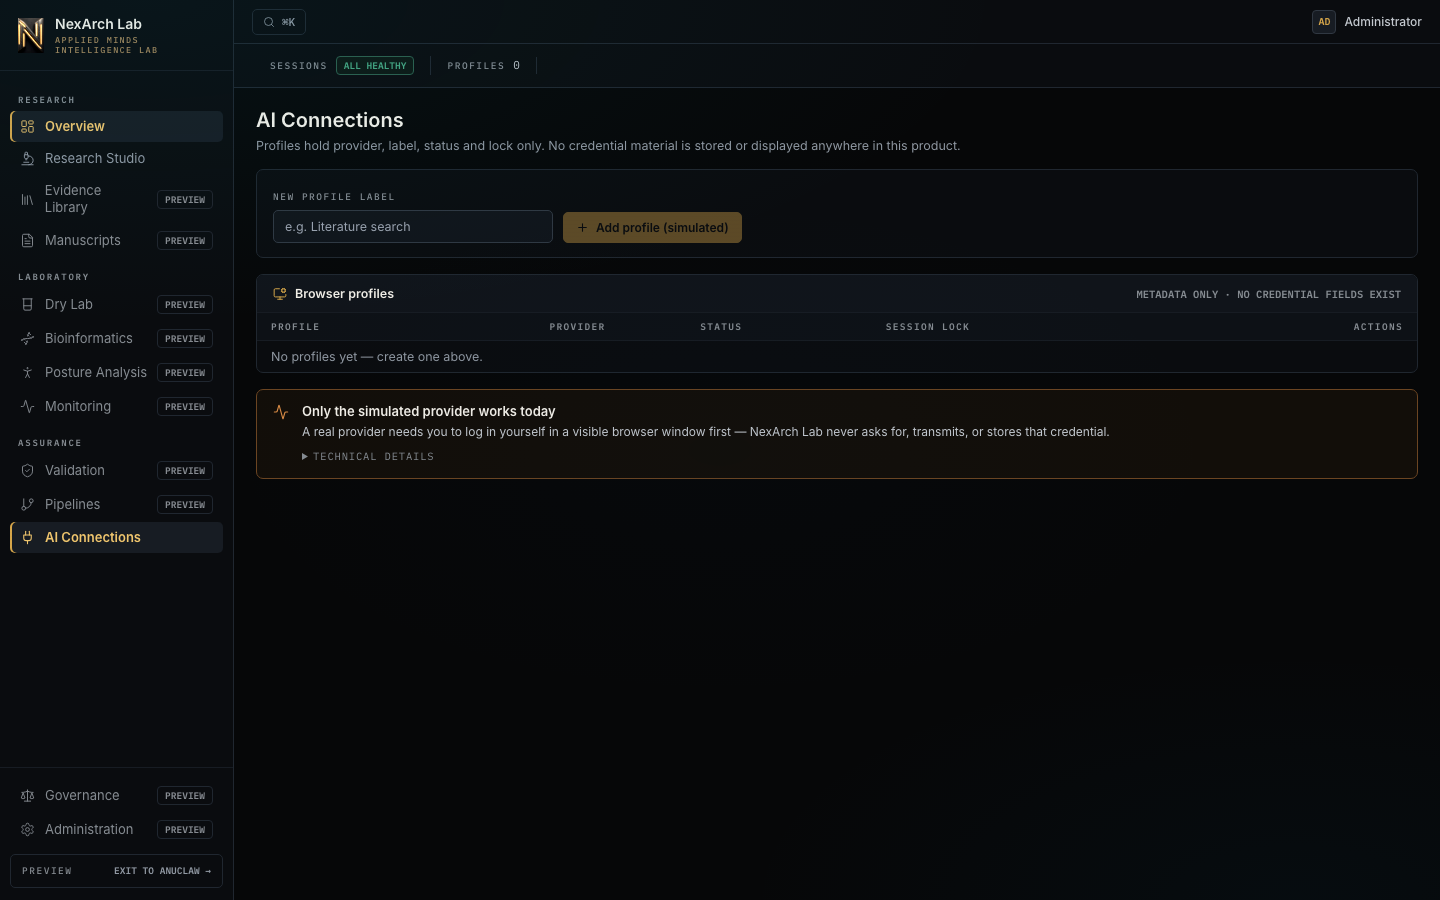 NexArch Lab
APPLIED MINDS
INTELLIGENCE LAB
RESEARCH
Overview
Research Studio
Evidence
Library
PREVIEW
Manuscripts PREVIEW
LABORATORY
Dry Lab PREVIEW
Bioinformatics PREVIEW
Posture Analysis PREVIEW
Monitoring PREVIEW
ASSURANCE
Validation PREVIEW
Pipelines PREVIEW
AI Connections
Governance PREVIEW
Administration PREVIEW
PREVIEW EXIT TO ANUCLAW →
⌘K
AD Administrator
SESSIONS ALL HEALTHY PROFILES 0
AI Connections
Profiles hold provider, label, status and lock only. No credential material is stored or displayed anywhere in this product.
NEW PROFILE LABEL
e.g. Literature search
+ Add profile (simulated)
Browser profiles METADATA ONLY · NO CREDENTIAL FIELDS EXIST
PROFILE PROVIDER STATUS SESSION LOCK ACTIONS
No profiles yet — create one above.
Only the simulated provider works today
A real provider needs you to log in yourself in a visible browser window first — NexArch Lab never asks for, transmits, or stores that credential.
▶ TECHNICAL DETAILS